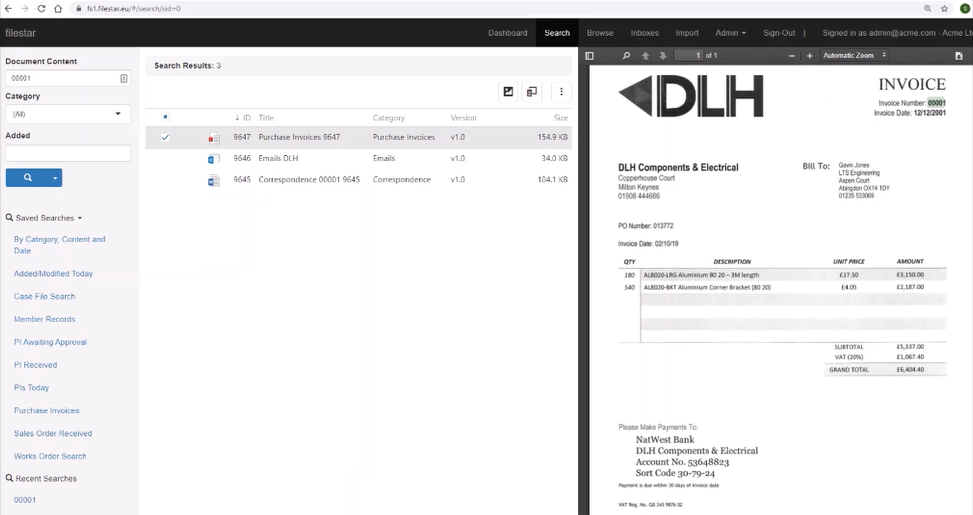 fs1.filestar.eu/#/search/sid=0
S
filestar
Dashboard Search Browse Inboxes Import Admin Sign-Out | Signed in as admin@acme.com - Acme Ltd
Document Content
00001
Category
(All)
Added
Saved Searches
By Category, Content and
Date
Added/Modified Today
Case File Search
Member Records
PI Awaiting Approval
PI Received
PIs Today
Purchase Invoices
Sales Order Received
Works Order Search
Recent Searches
00001
Search Results: 3
ID Title Category Version Size
9647 Purchase Invoices 9647 Purchase Invoices v1.0 154.9 KB
9646 Emails DLH Emails v1.0 34.0 KB
9645 Correspondence 00001 9645 Correspondence v1.0 104.1 KB
1 of 1
Automatic Zoom
DLH
INVOICE
Invoice Number: 00001
Invoice Date: 12/12/2001
DLH Components & Electrical
Copperhouse Court
Milton Keynes
01908 444666
Bill To:
Gavin Jones
LTS Engineering
Aspen Court
Abingdon OX14 1DY
01235 533069
PO Number: 013772
Invoice Date: 02/10/19
QTY DESCRIPTION UNIT PRICE AMOUNT
180 AL8020-LRG Aluminium 80 20 – 3M length £17.50 £3,150.00
540 AL8020-BKT Aluminium Corner Bracket (80 20) £4.05 £2,187.00
SUBTOTAL £5,337.00
VAT (20%) £1,067.40
GRAND TOTAL £6,404.40
Please Make Payments To:
NatWest Bank
DLH Components & Electrical
Account No. 53648823
Sort Code 30-79-24
Payment is due within 30 days of invoice date
VAT Reg. No. GB 343 9876 02